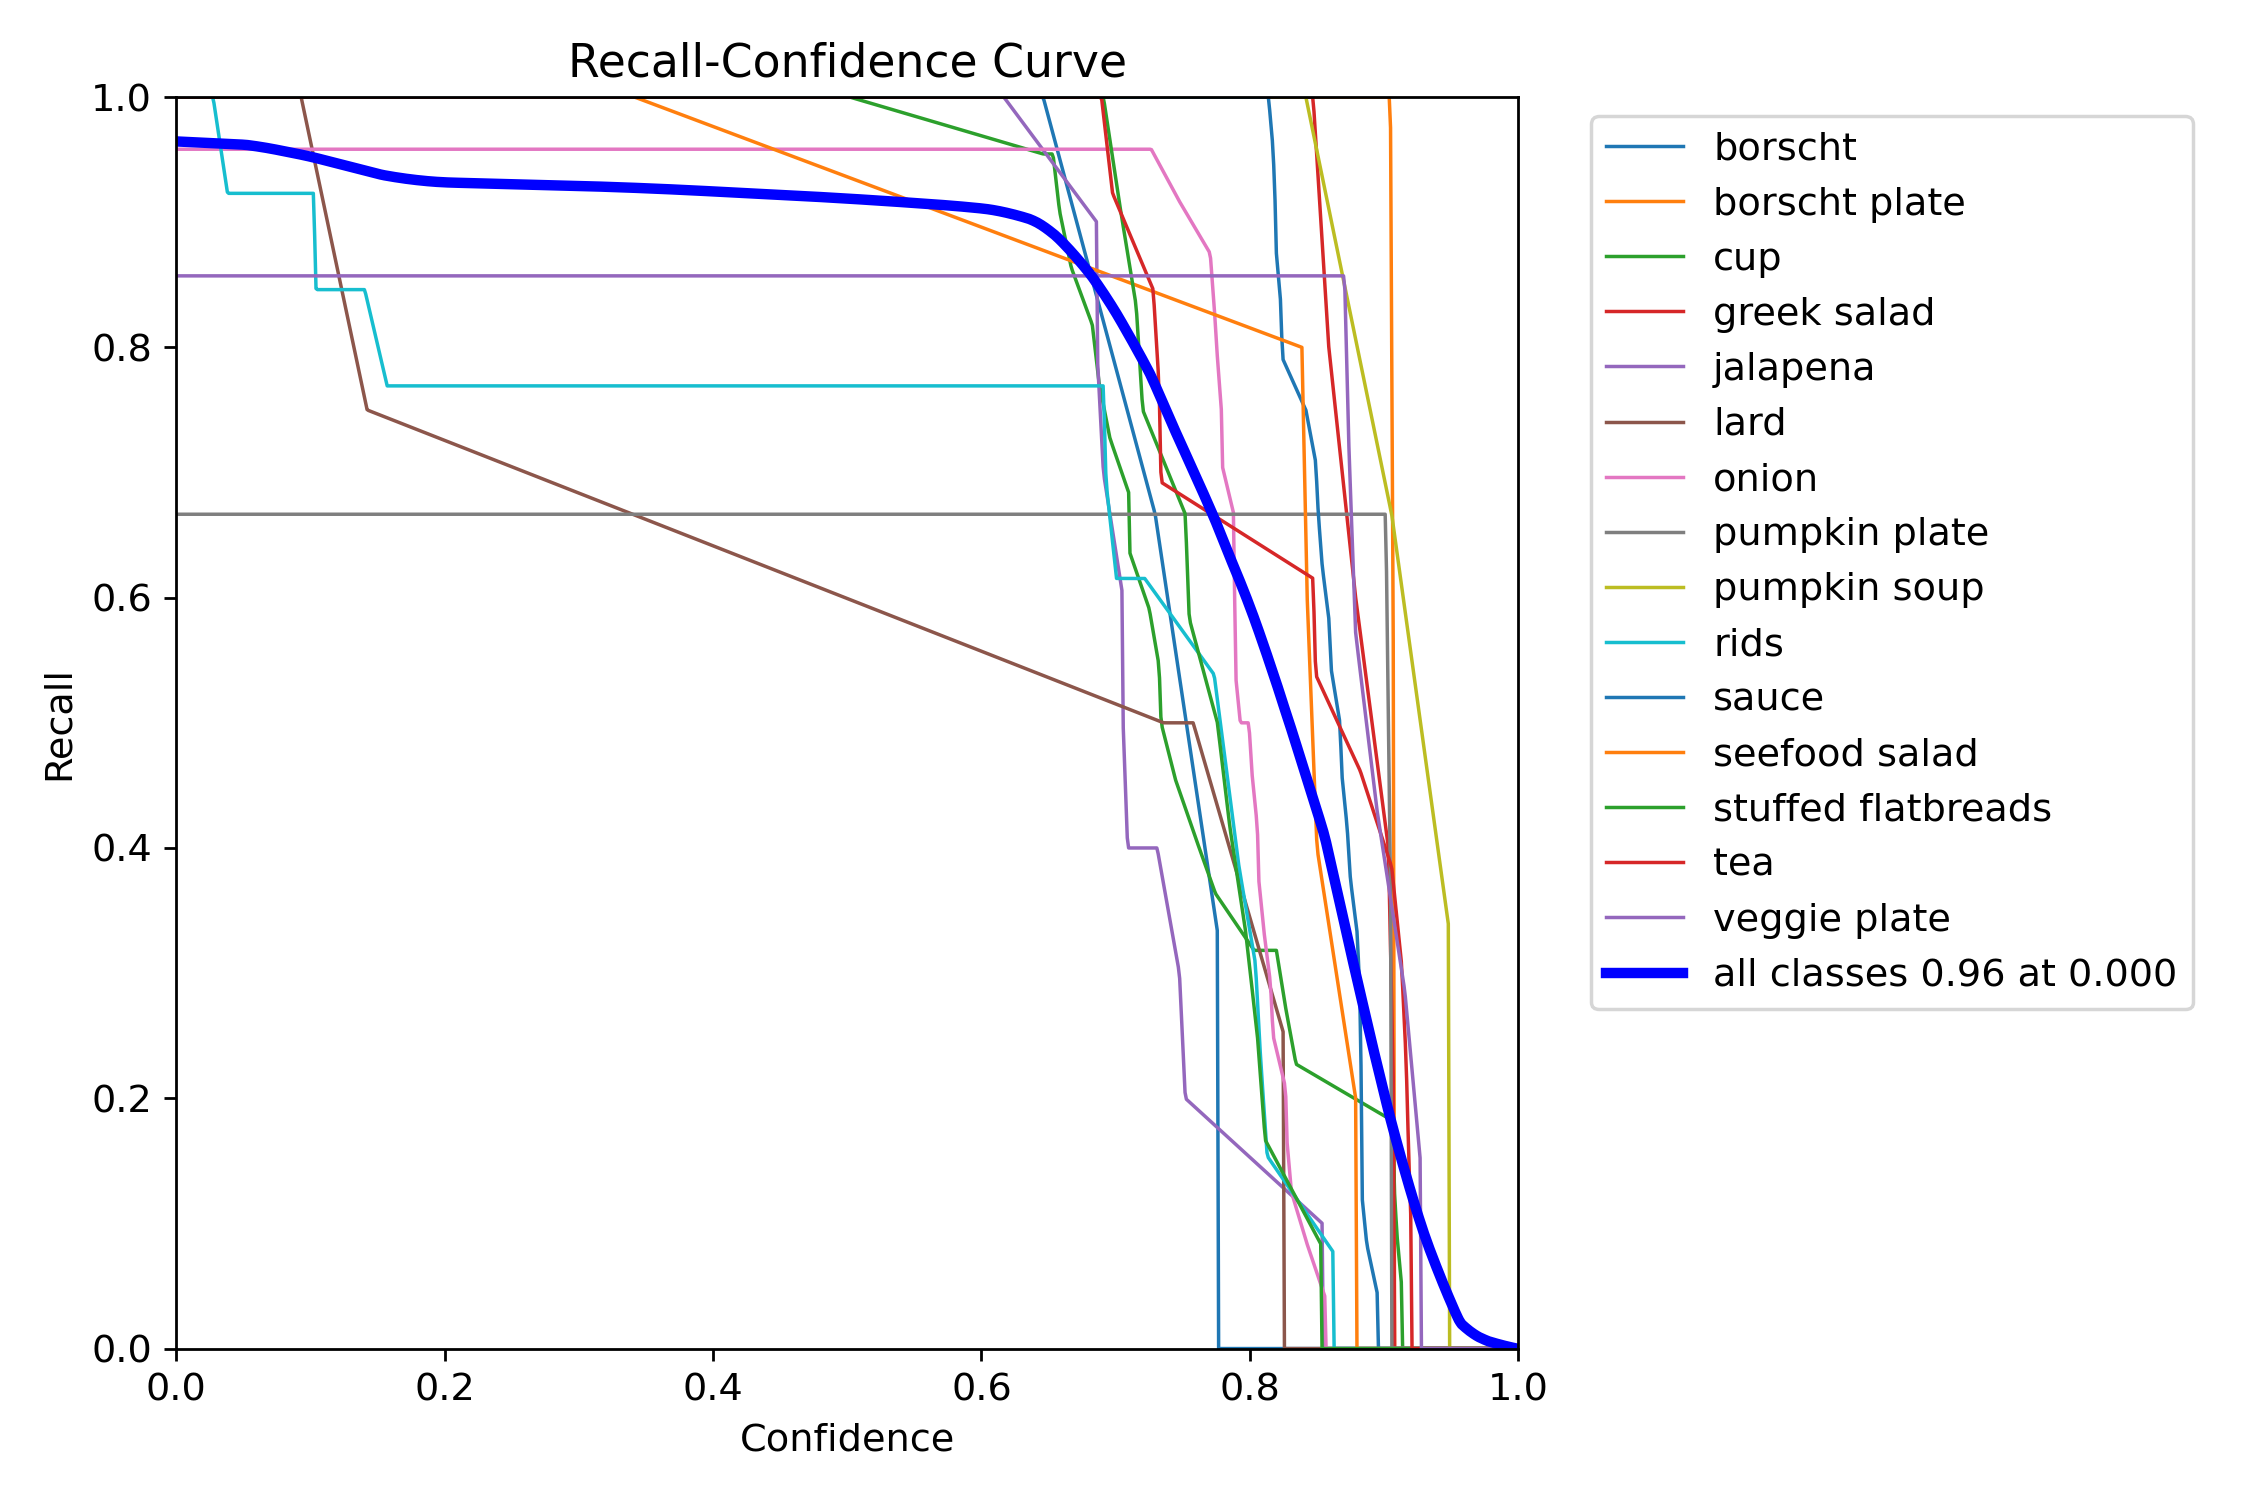 Recall-Confidence Curve
1.0
0.8
0.6
0.4
0.2
0.0
Recall
0.0 0.2 0.4 0.6 0.8 1.0
Confidence
borscht
borscht plate
cup
greek salad
jalapena
lard
onion
pumpkin plate
pumpkin soup
rids
sauce
seefood salad
stuffed flatbreads
tea
veggie plate
all classes 0.96 at 0.000